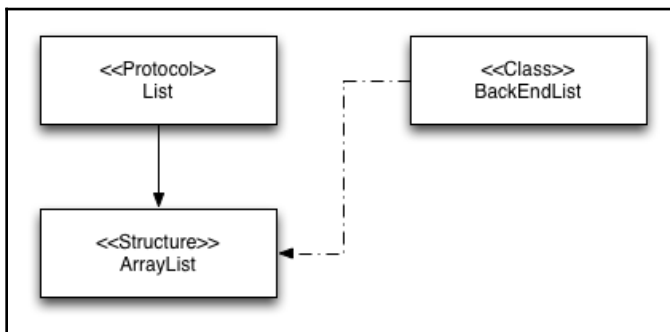 <<Protocol>>
List
<<Class>>
BackEndList
<<Structure>>
ArrayList